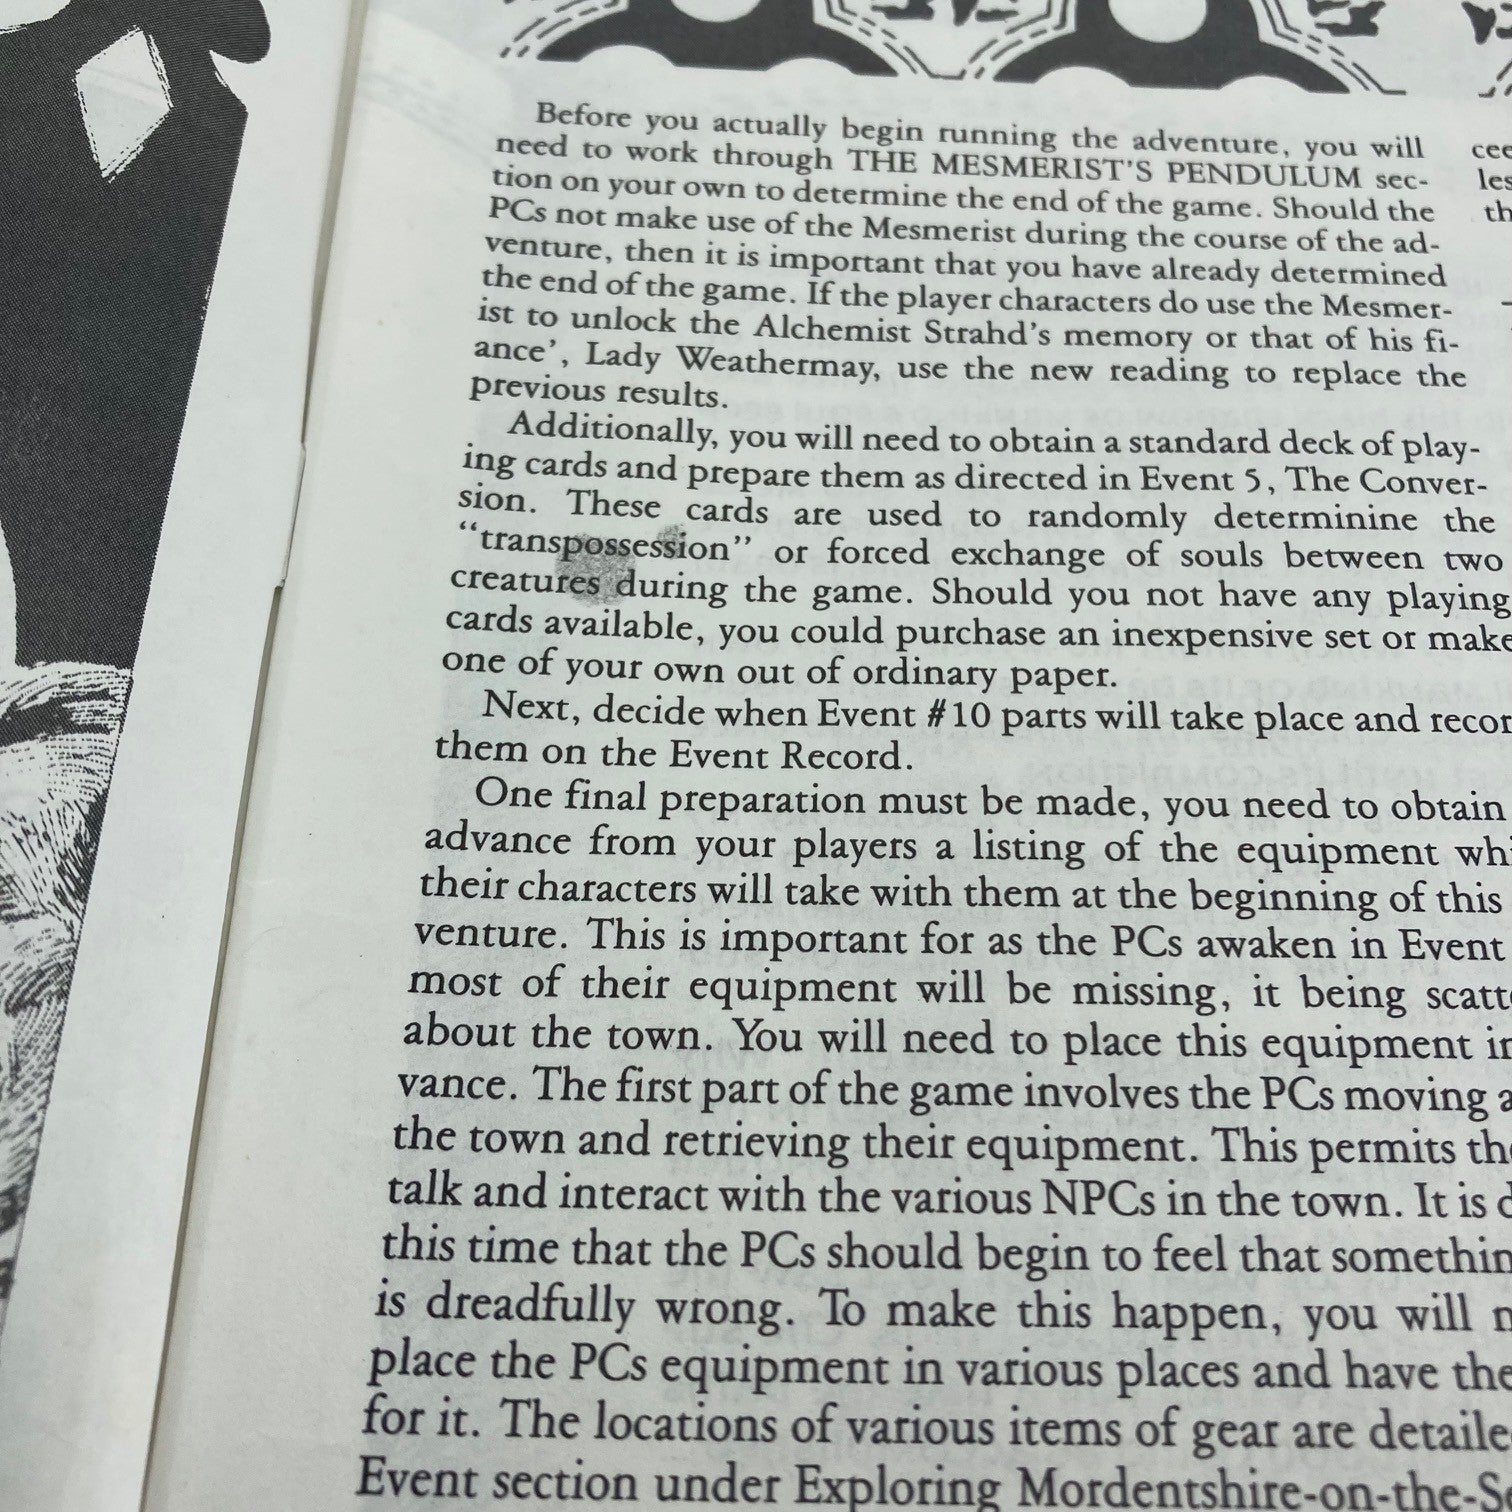 Before you actually begin running the adventure, you will
need to work through THE MESMERIST'S PENDULUM sec-
tion on your own to determine the end of the game. Should the
PCs not make use of the Mesmerist during the course of the ad-
venture, then it is important that you have already determined
the end of the game. If the player characters do use the Mesmer-
ist to unlock the Alchemist Strahd's memory or that of his fi-
ance', Lady Weathermay, use the new reading to replace the
previous results.
Additionally, you will need to obtain a standard deck of play-
ing cards and prepare them as directed in Event 5, The Conver-
sion. These cards are used to randomly determinine the
"transpossession" or forced exchange of souls between two
creatures during the game. Should you not have any playing
cards available, you could purchase an inexpensive set or make
one of your own out of ordinary paper.
Next, decide when Event #10 parts will take place and recor
them on the Event Record.
One final preparation must be made, you need to obtain
advance from your players a listing of the equipment whi
their characters will take with them at the beginning of this
venture. This is important for as the PCs awaken in Event
most of their equipment will be missing, it being scatt
about the town. You will need to place this equipment in
vance. The first part of the game involves the PCs moving a
the town and retrieving their equipment. This permits the
talk and interact with the various NPCs in the town. It is d
this time that the PCs should begin to feel that somethin
is dreadfully wrong. To make this happen, you will n
place the PCs equipment in various places and have the
for it. The locations of various items of gear are detaile
Event section under Exploring Mordentshire-on-the-S
cee
les
th